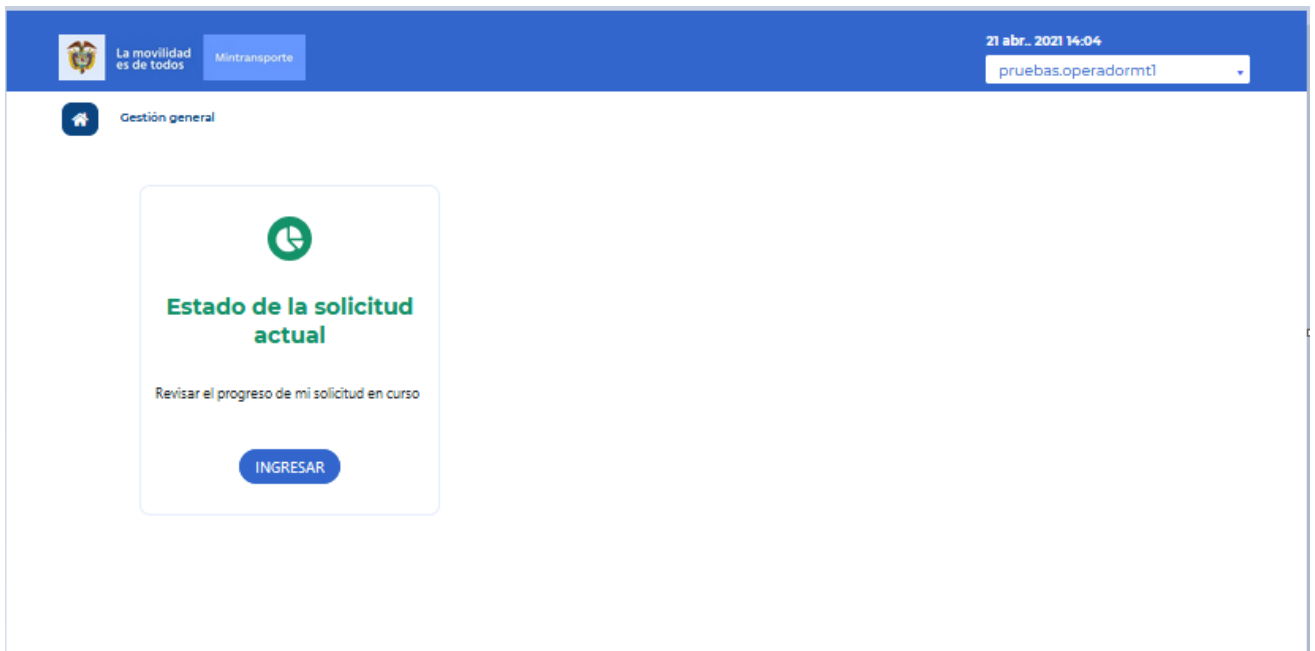 La movilidad
es de todos
Mintransporte
21 abr.. 2021 14:04
pruebas.operadormt1
Gestión general
Estado de la solicitud
actual
Revisar el progreso de mi solicitud en curso
INGRESAR